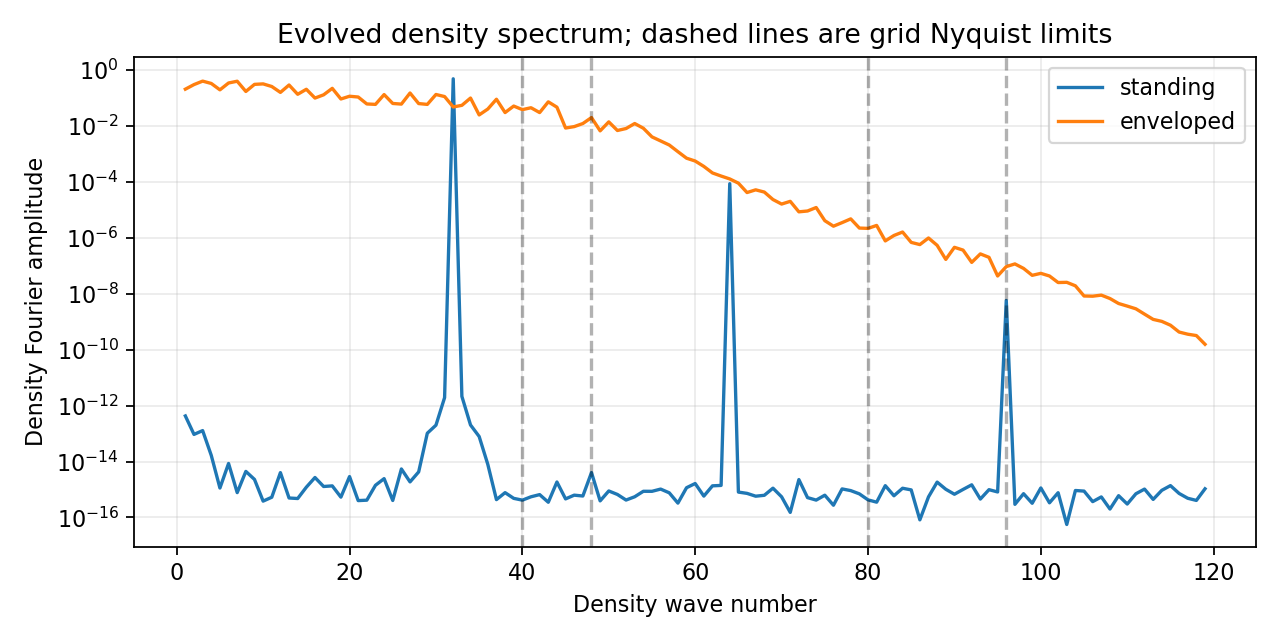 Evolved density spectrum; dashed lines are grid Nyquist limits
standing
enveloped
Density Fourier amplitude
10⁰
10⁻²
10⁻⁴
10⁻⁶
10⁻⁸
10⁻¹⁰
10⁻¹²
10⁻¹⁴
10⁻¹⁶
0 20 40 60 80 100 120
Density wave number